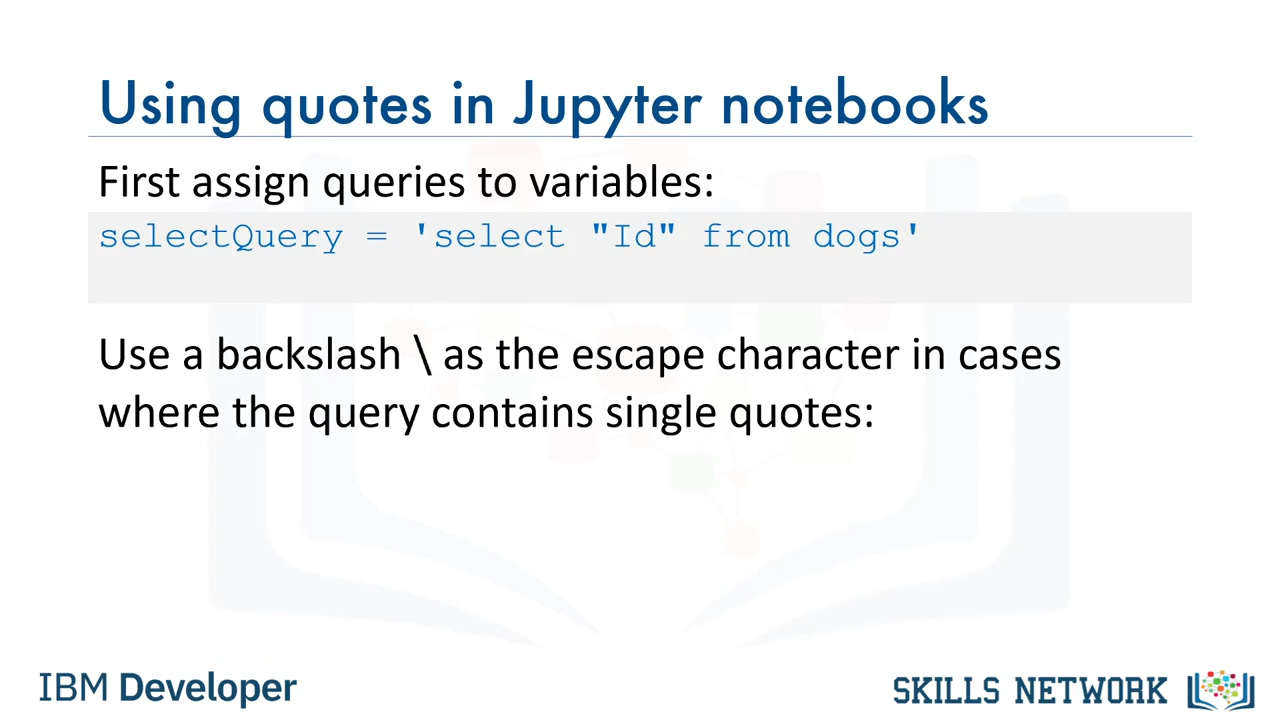 Using quotes in Jupyter notebooks
First assign queries to variables:
selectQuery = 'select "Id" from dogs'
Use a backslash \ as the escape character in cases
where the query contains single quotes:
IBM Developer
SKILLS NETWORK